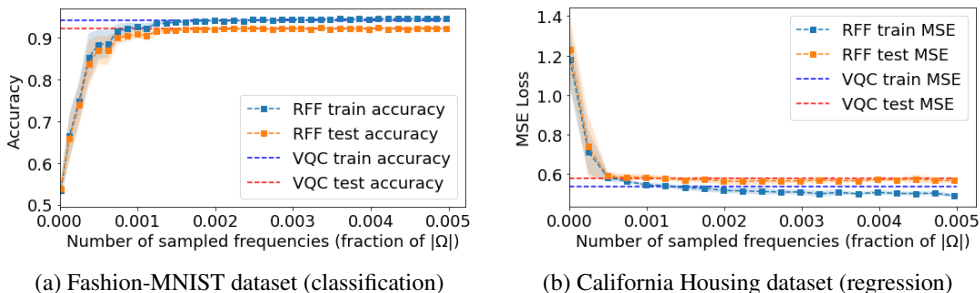 0.9
0.8
0.7
0.6
0.5
Accuracy
RFF train accuracy
RFF test accuracy
VQC train accuracy
VQC test accuracy
0.000 0.001 0.002 0.003 0.004 0.005
Number of sampled frequencies (fraction of |Ω|)
(a) Fashion-MNIST dataset (classification)
1.4
1.2
1.0
0.8
0.6
MSE Loss
RFF train MSE
RFF test MSE
VQC train MSE
VQC test MSE
0.000 0.001 0.002 0.003 0.004 0.005
Number of sampled frequencies (fraction of |Ω|)
(b) California Housing dataset (regression)